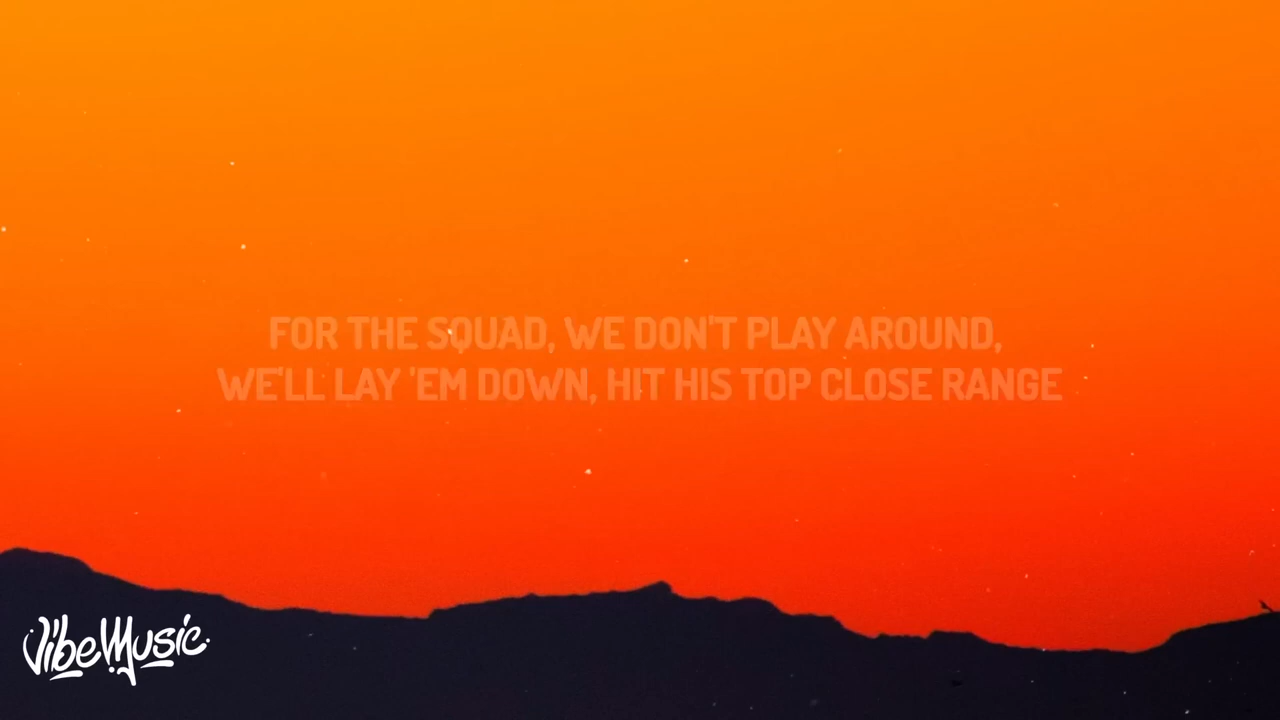 FOR THE SQUAD, WE DON'T PLAY AROUND,
WE'LL LAY 'EM DOWN, HIT HIS TOP CLOSE RANGE
VibeMusic